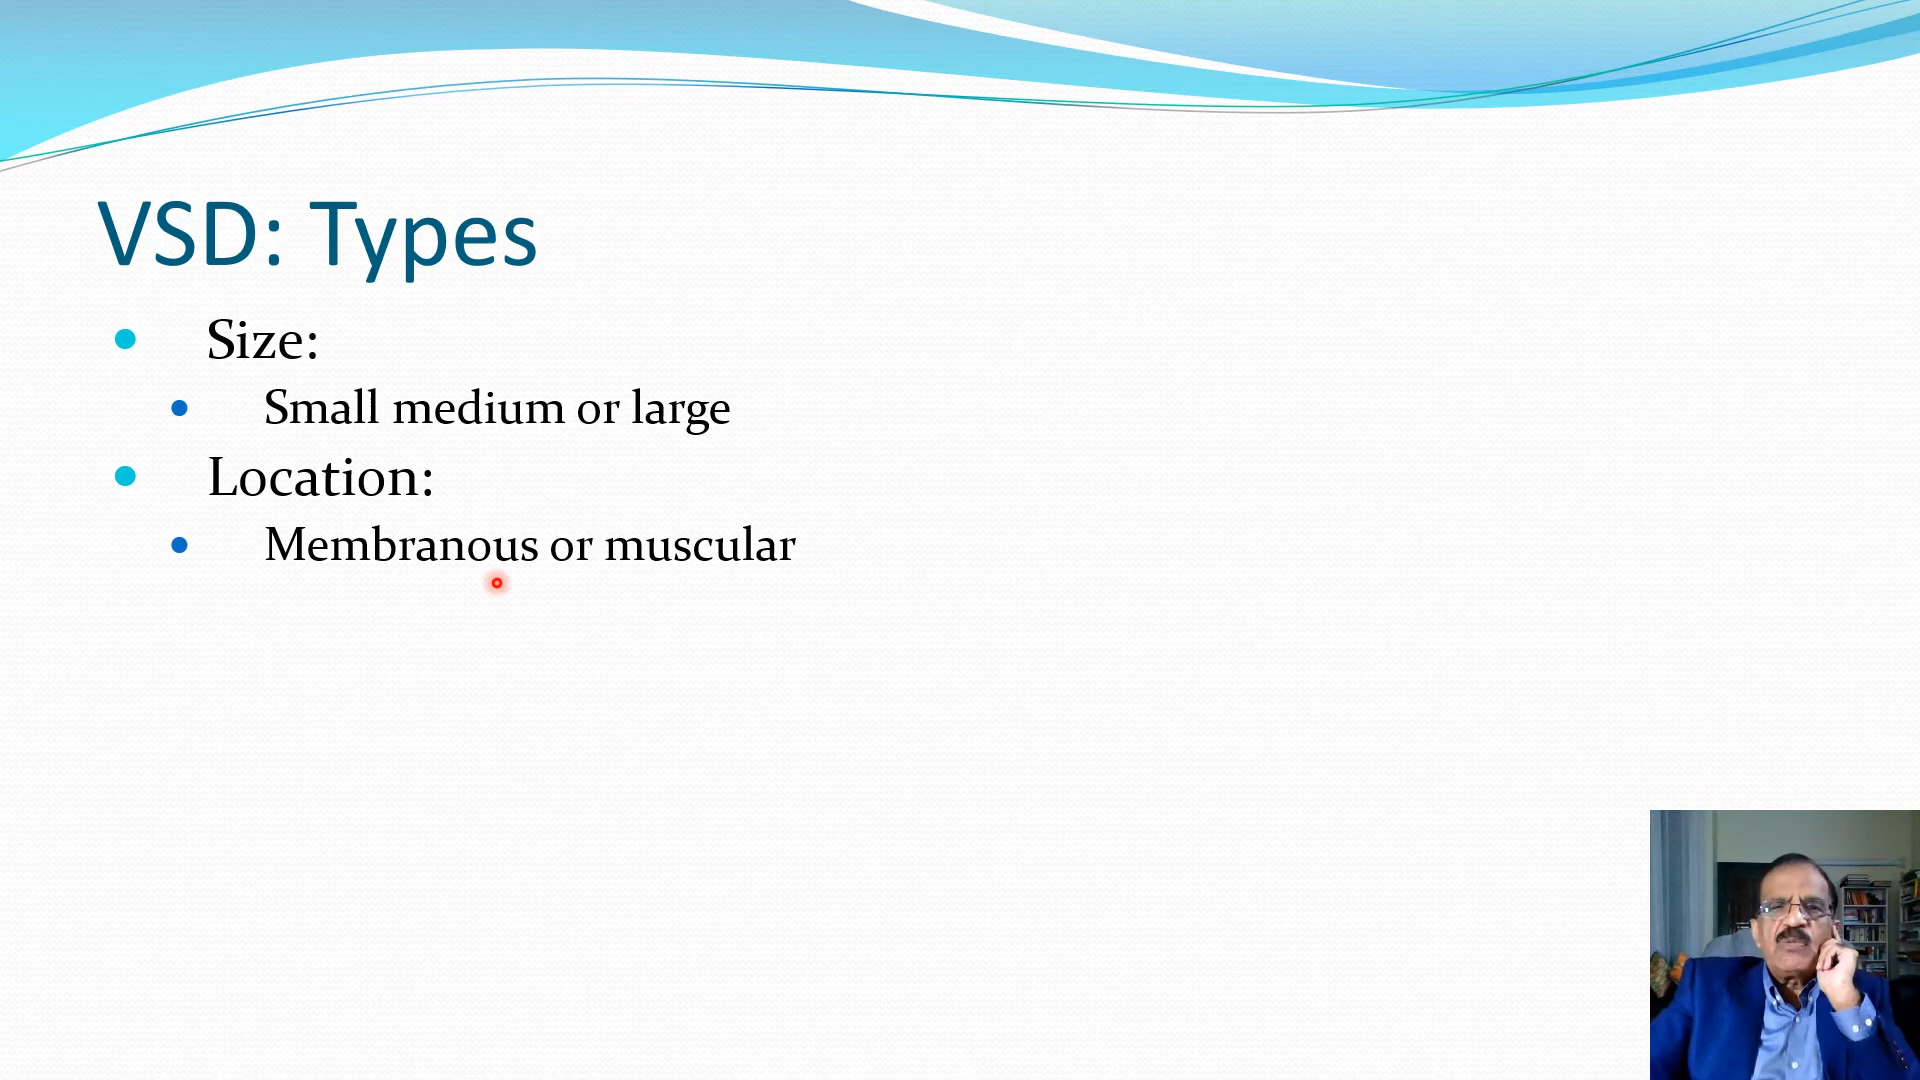 VSD: Types
Size:
Small medium or large
Location:
Membranous or muscular